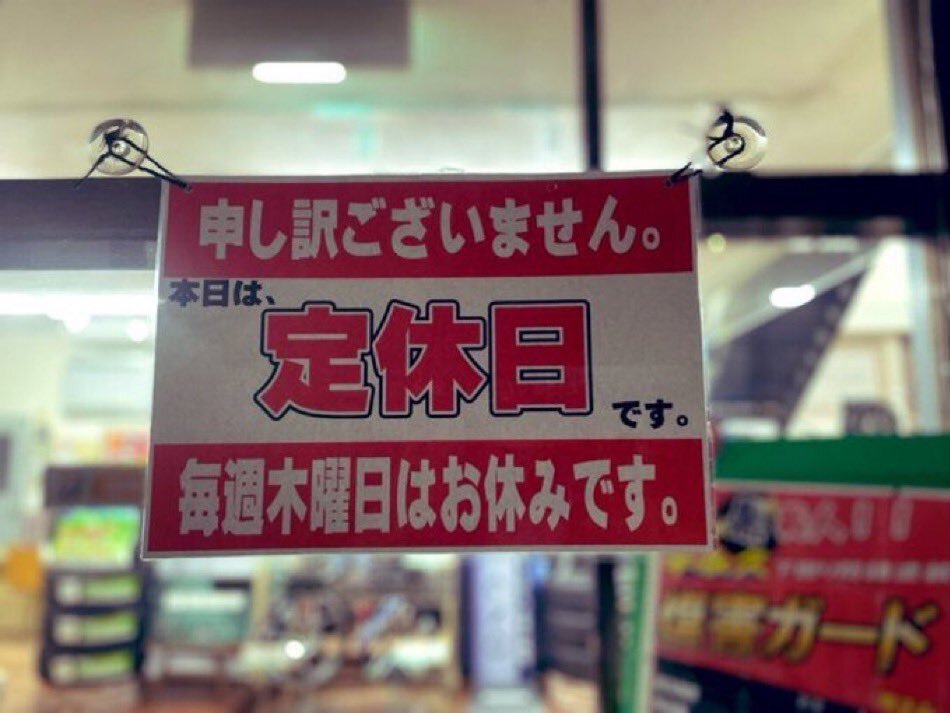 申し訳ございません。
本日は、
定休日
です。
毎週木曜日はお休みです。
ガード